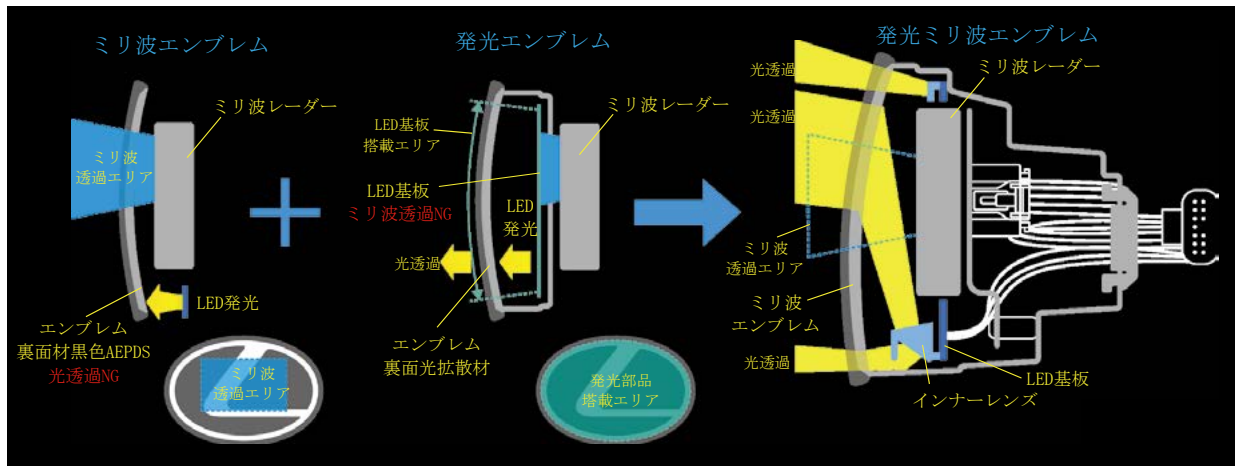 ミリ波エンブレム
ミリ波レーダー
ミリ波
透過エリア
LED発光
エンブレム
裏面材黒色AEPDS
光透過NG
ミリ波
透過エリア
発光エンブレム
ミリ波レーダー
LED基板
搭載エリア
LED基板
ミリ波透過NG
LED
発光
光透過
エンブレム
裏面光拡散材
発光部品
塔載エリア
発光ミリ波エンブレム
光透過
ミリ波レーダー
光透過
ミリ波
透過エリア
ミリ波
エンブレム
光透過
LED基板
インナーレンズ